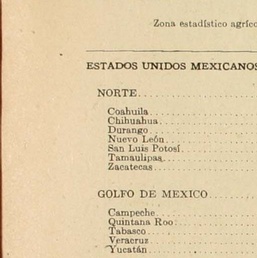 Zona estadístico agríco
ESTADOS UNIDOS MEXICANOS
NORTE
Coahuila
Chihuahua
Durango
Nuevo León
San Luis Potosí
Tamaulipas
Zacatecas
GOLFO DE MEXICO
Campeche
Quintana Roo
Tabasco
Veracruz
Yucatán